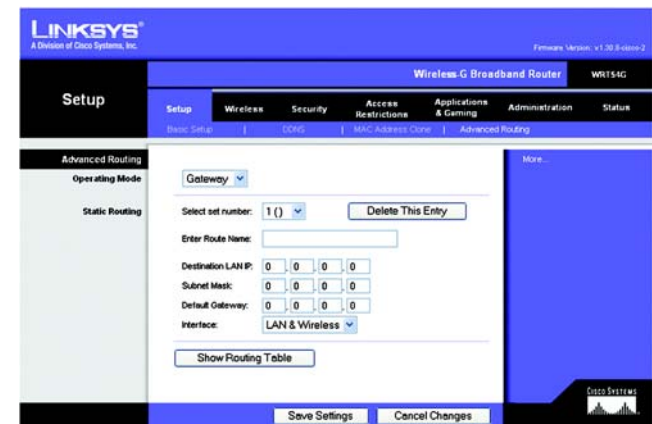 LINKSYS®
A Division of Cisco Systems, Inc.
Firmware Version: v1.30.5-cisco-2
Wireless-G Broadband Router WRT54G
Setup
Setup Wireless Security Access Restrictions Applications & Gaming Administration Status
Basic Setup | DDNS | MAC Address Clone | Advanced Routing
Advanced Routing
More...
Operating Mode Gateway
Static Routing Select set number: 1 () Delete This Entry
Enter Route Name:
Destination LAN IP: 0 . 0 . 0 . 0
Subnet Mask: 0 . 0 . 0 . 0
Default Gateway: 0 . 0 . 0 . 0
Interface: LAN & Wireless
Show Routing Table
CISCO SYSTEMS
Save Settings Cancel Changes